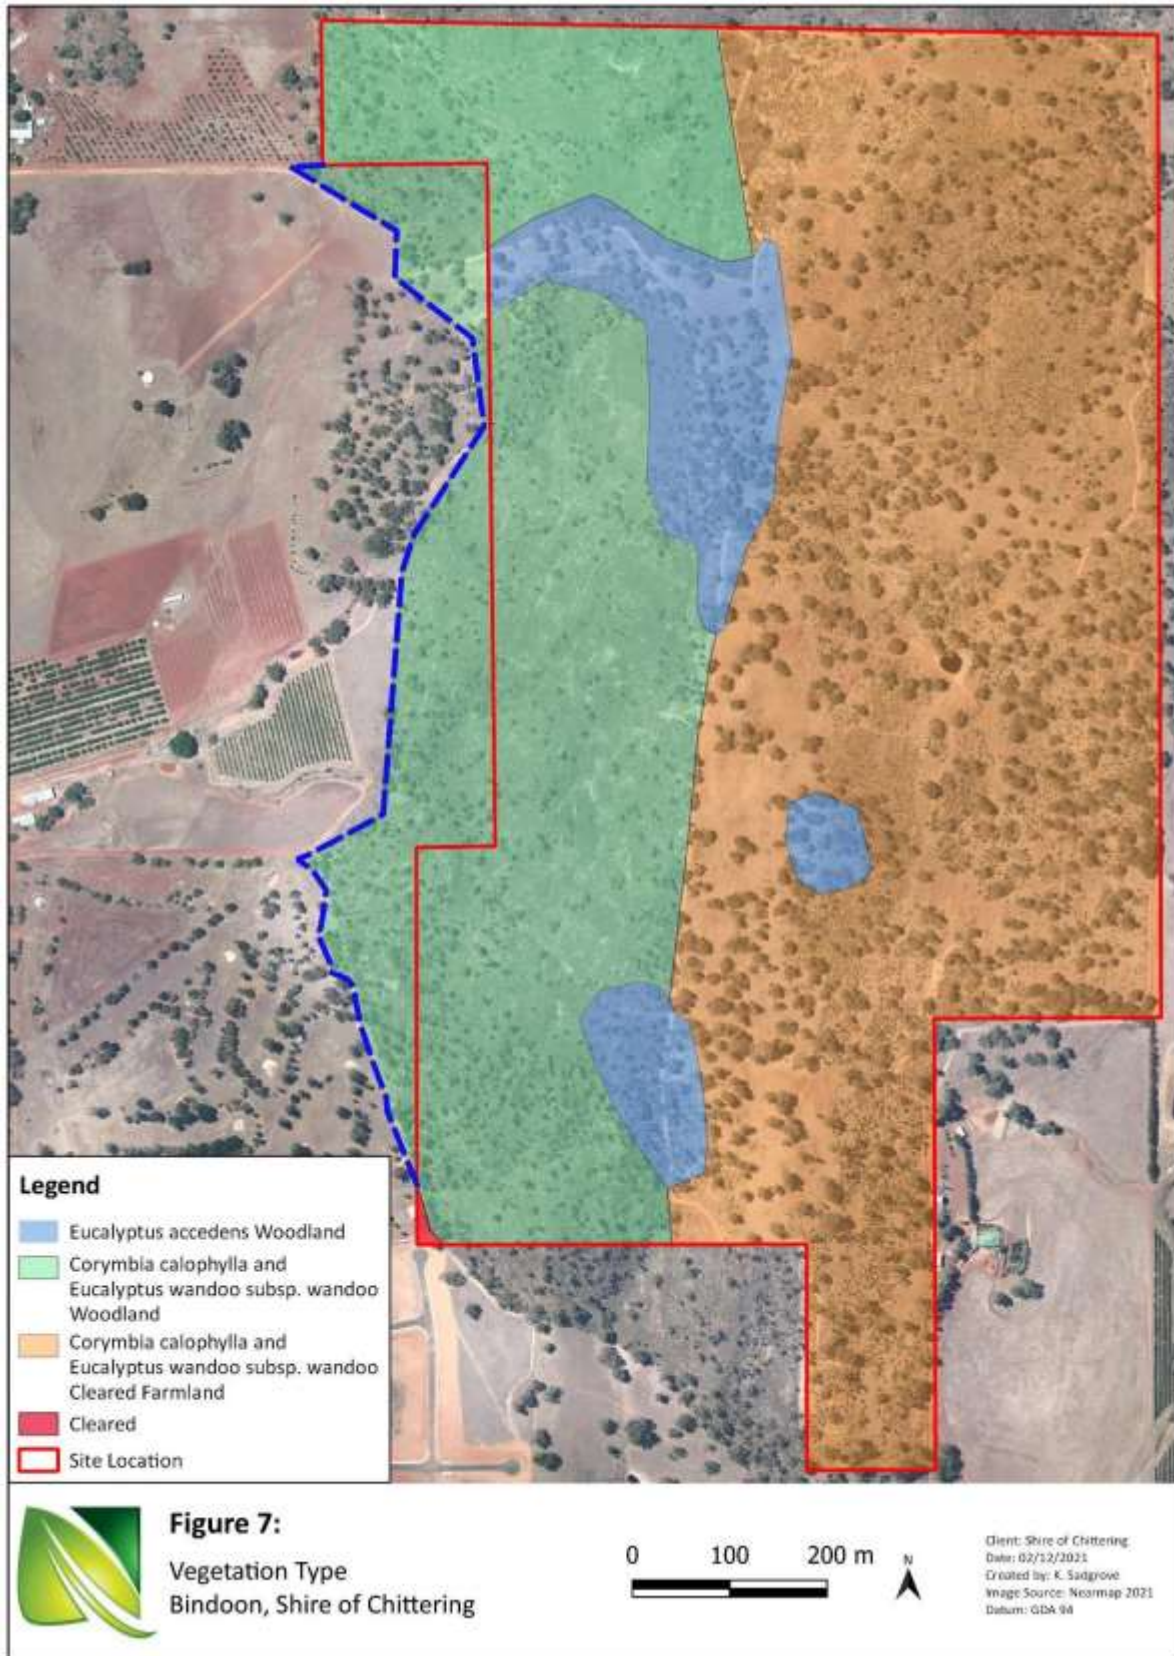 Legend
Eucalyptus accedens Woodland
Corymbia calophylla and
Eucalyptus wandoo subsp. wandoo
Woodland
Corymbia calophylla and
Eucalyptus wandoo subsp. wandoo
Cleared Farmland
Cleared
Site Location
Figure 7:
Vegetation Type
Bindoon, Shire of Chittering
0 100 200 m
N
Client: Shire of Chittering
Date: 02/12/2021
Created by: K. Sadgrove
Image Source: Nearmap 2021
Datum: GDA 94